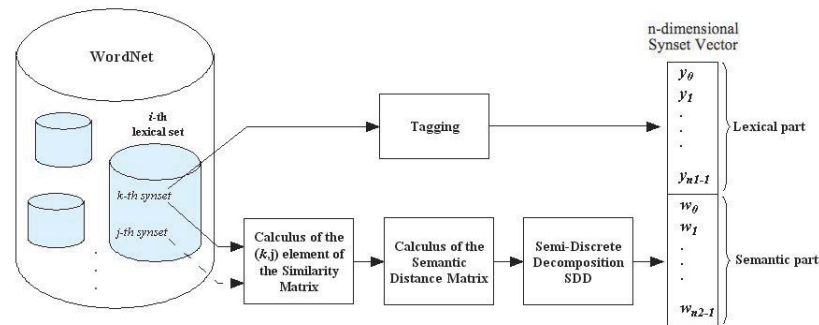 WordNet
i-th
lexical set
k-th synset
j-th synset
.
.
.
Tagging
Calculus of the
(k,j) element of
the Similarity
Matrix
Calculus of the
Semantic
Distance Matrix
Semi-Discrete
Decomposition
SDD
n-dimensional
Synset Vector
y0
y1
.
.
.
yn1-1
Lexical part
w0
w1
.
.
.
wn2-1
Semantic part